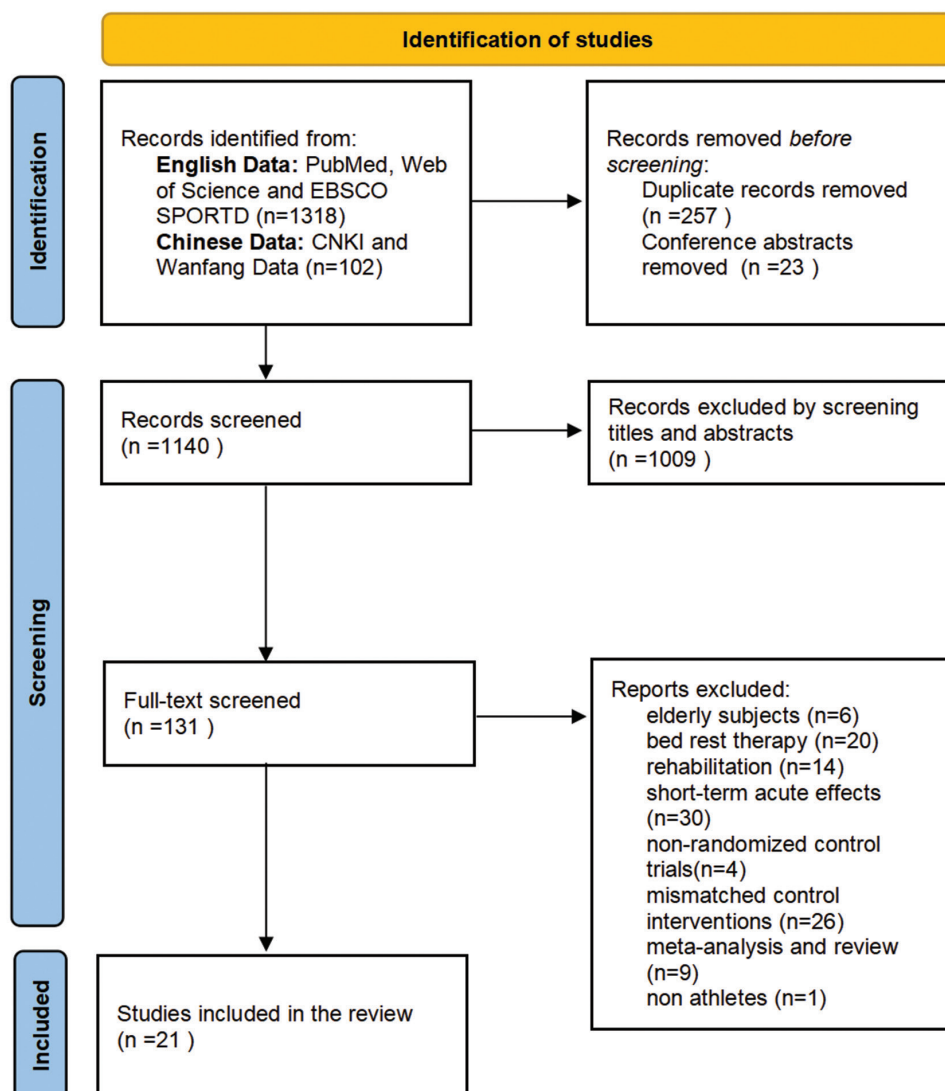 Identification of studies
Identification
Records identified from:
English Data: PubMed, Web
of Science and EBSCO
SPORTD (n=1318)
Chinese Data: CNKI and
Wanfang Data (n=102)
Records removed before
screening:
Duplicate records removed
(n =257 )
Conference abstracts
removed  (n =23 )
Screening
Records screened
(n =1140 )
Records excluded by screening
titles and abstracts
(n =1009 )
Full-text screened
(n =131 )
Reports excluded:
elderly subjects (n=6)
bed rest therapy (n=20)
rehabilitation (n=14)
short-term acute effects
(n=30)
non-randomized control
trials(n=4)
mismatched control
interventions (n=26)
meta-analysis and review
(n=9)
non athletes (n=1)
Included
Studies included in the review
(n =21 )